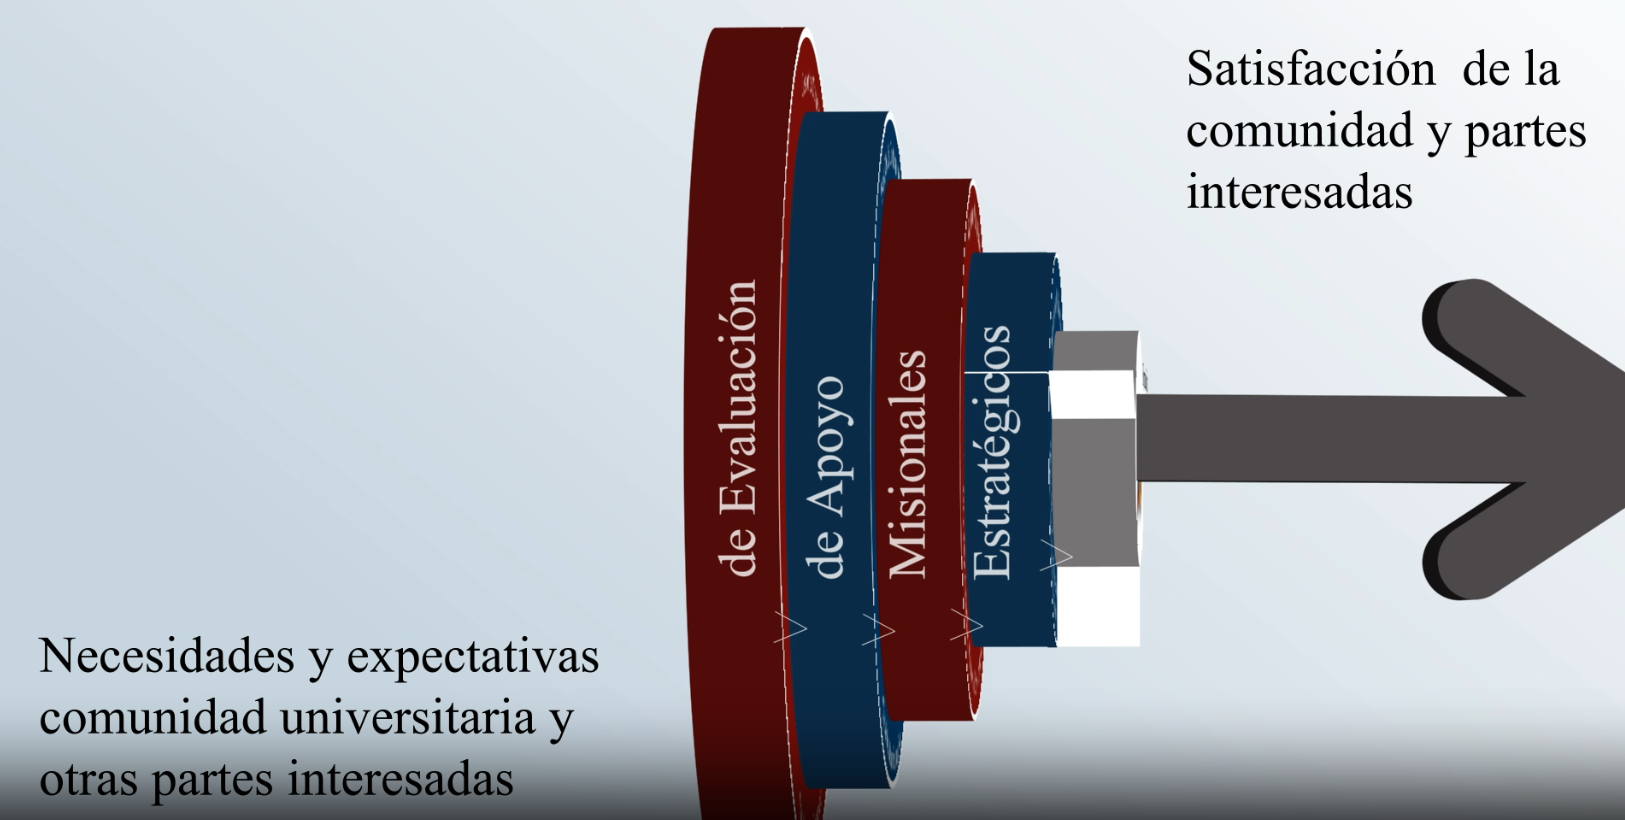 Satisfacción de la
comunidad y partes
interesadas
de Evaluación
de Apoyo
Misionales
Estratégicos
Necesidades y expectativas
comunidad universitaria y
otras partes interesadas